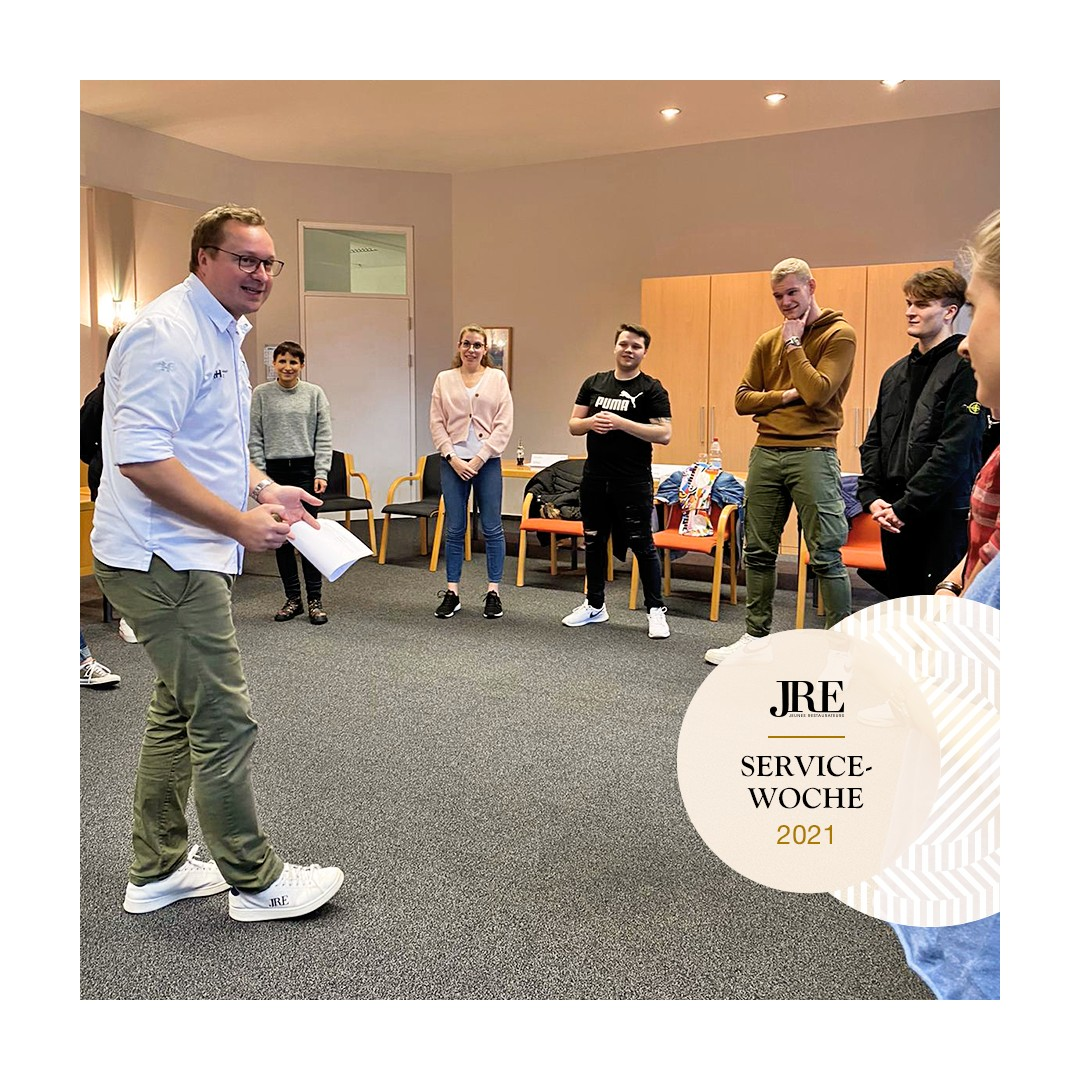 PUMA
JRE
JRE
JEUNES RESTAURATEURS
SERVICE-
WOCHE
2021